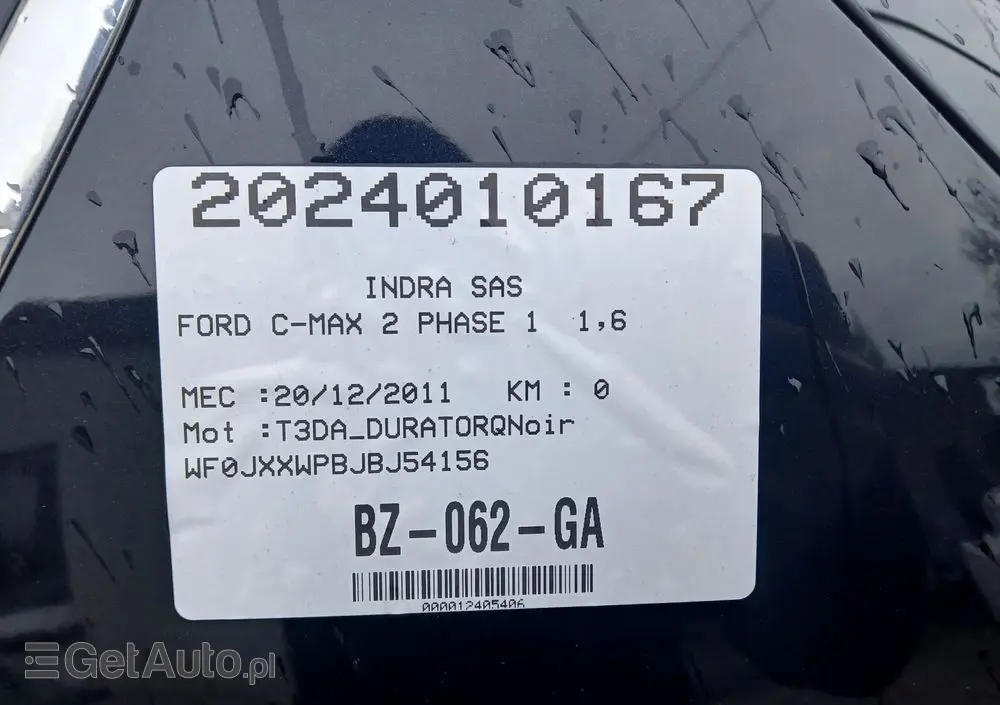 2024010167
INDRA SAS
FORD C-MAX 2 PHASE 1 1,6
MEC :20/12/2011 KM : 0
Mot :T3DA_DURATORQNoir
WF0JXXWPBJBJ54156
BZ-062-GA
000012405406
GetAuto.pl